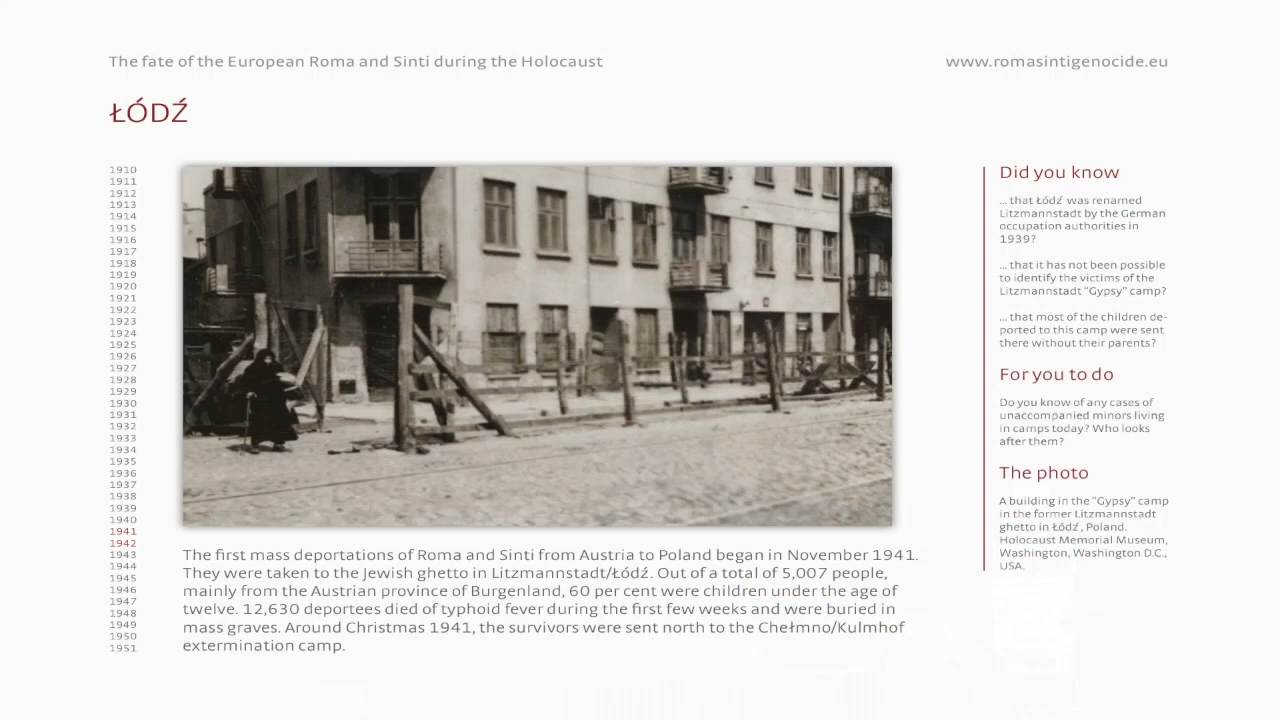 The fate of the European Roma and Sinti during the Holocaust
www.romasintigenocide.eu
ŁÓDŹ
1910
1911
1912
1913
1914
1915
1916
1917
1918
1919
1920
1921
1922
1923
1924
1925
1926
1927
1928
1929
1930
1931
1932
1933
1934
1935
1936
1937
1938
1939
1940
1941
1942
1943
1944
1945
1946
1947
1948
1949
1950
1951
The first mass deportations of Roma and Sinti from Austria to Poland began in November 1941.
They were taken to the Jewish ghetto in Litzmannstadt/Łódź. Out of a total of 5,007 people,
mainly from the Austrian province of Burgenland, 60 per cent were children under the age of
twelve. 12,630 deportees died of typhoid fever during the first few weeks and were buried in
mass graves. Around Christmas 1941, the survivors were sent north to the Chełmno/Kulmhof
extermination camp.
Did you know
... that Łódź was renamed
Litzmannstadt by the German
occupation authorities in
1939?
... that it has not been possible
to identify the victims of the
Litzmannstadt "Gypsy" camp?
... that most of the children de-
ported to this camp were sent
there without their parents?
For you to do
Do you know of any cases of
unaccompanied minors living
in camps today? Who looks
after them?
The photo
A building in the "Gypsy" camp
in the former Litzmannstadt
ghetto in Łódź, Poland.
Holocaust Memorial Museum,
Washington, Washington D.C.,
USA.